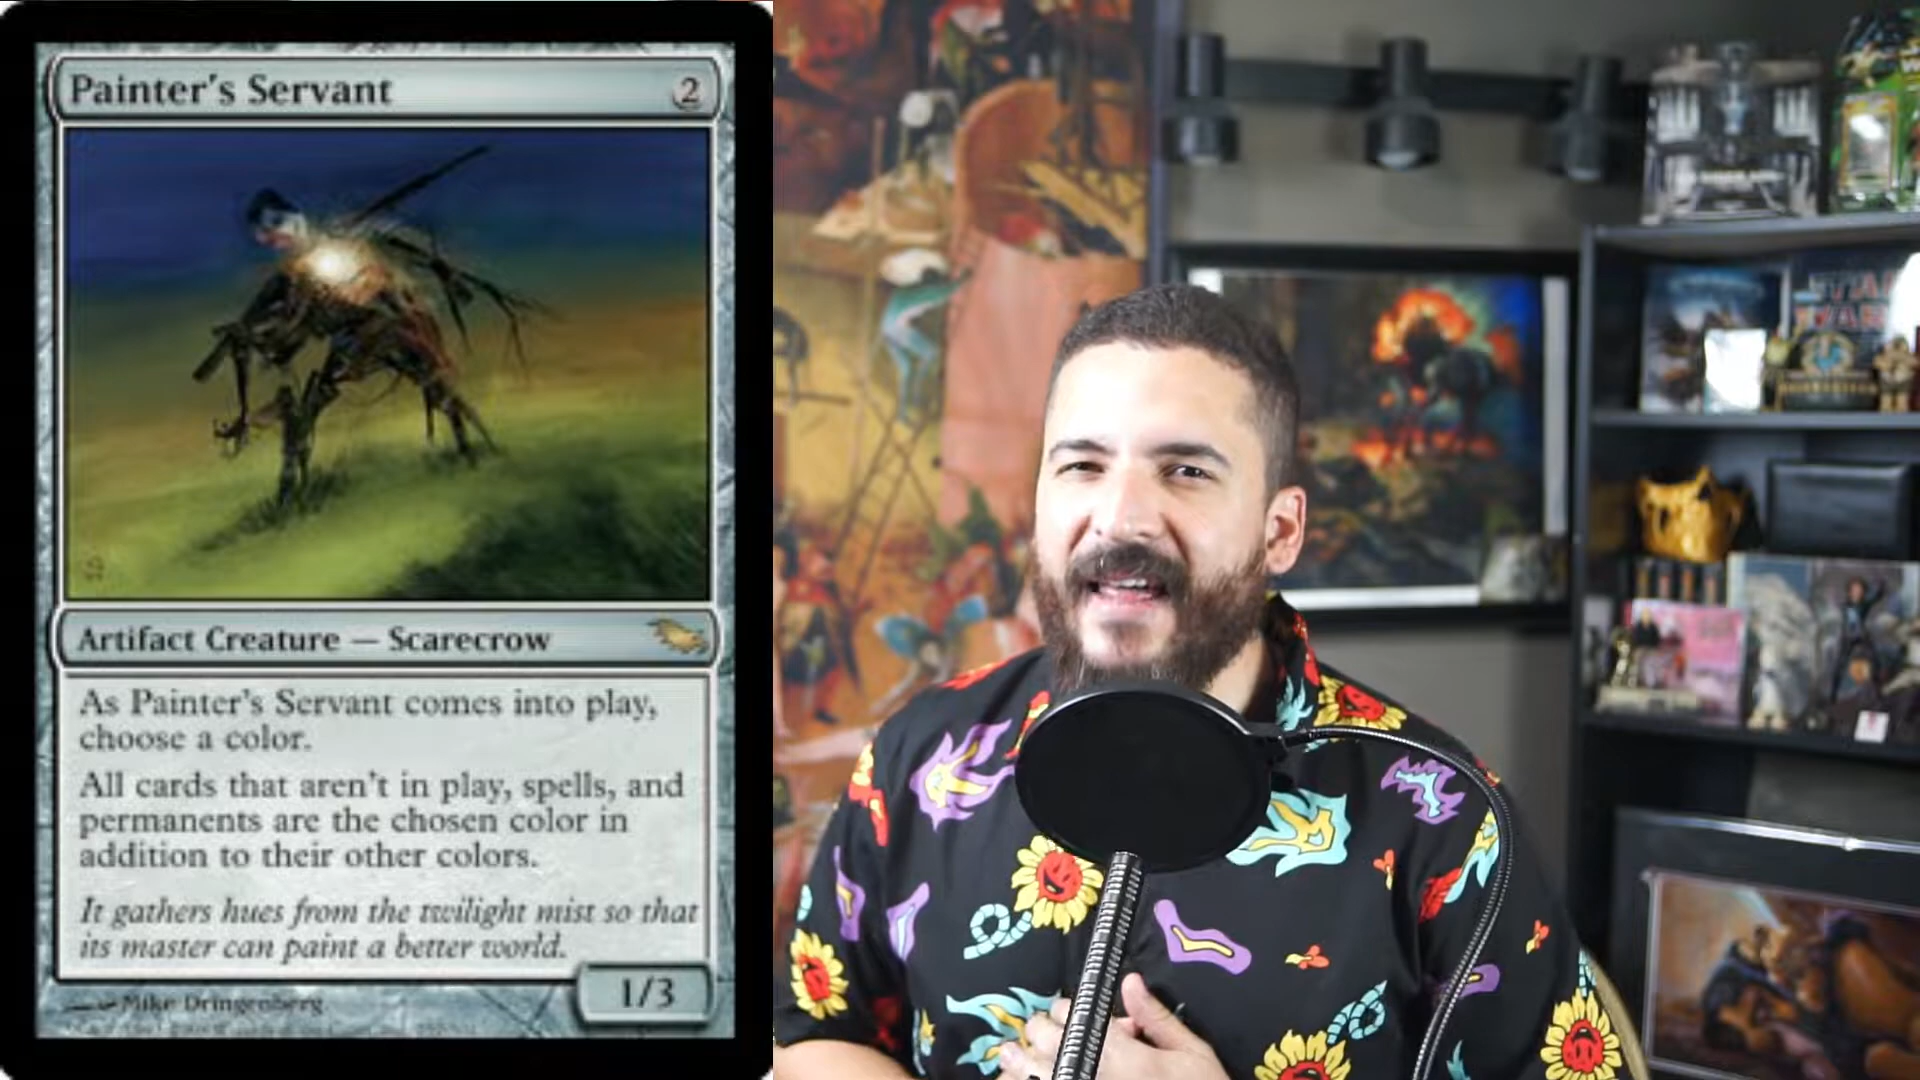 Painter's Servant
2
Artifact Creature — Scarecrow
As Painter's Servant comes into play,
choose a color.
All cards that aren't in play, spells, and
permanents are the chosen color in
addition to their other colors.
It gathers hues from the twilight mist so that
its master can paint a better world.
1/3
Mike Dringenberg
STAR
WARS